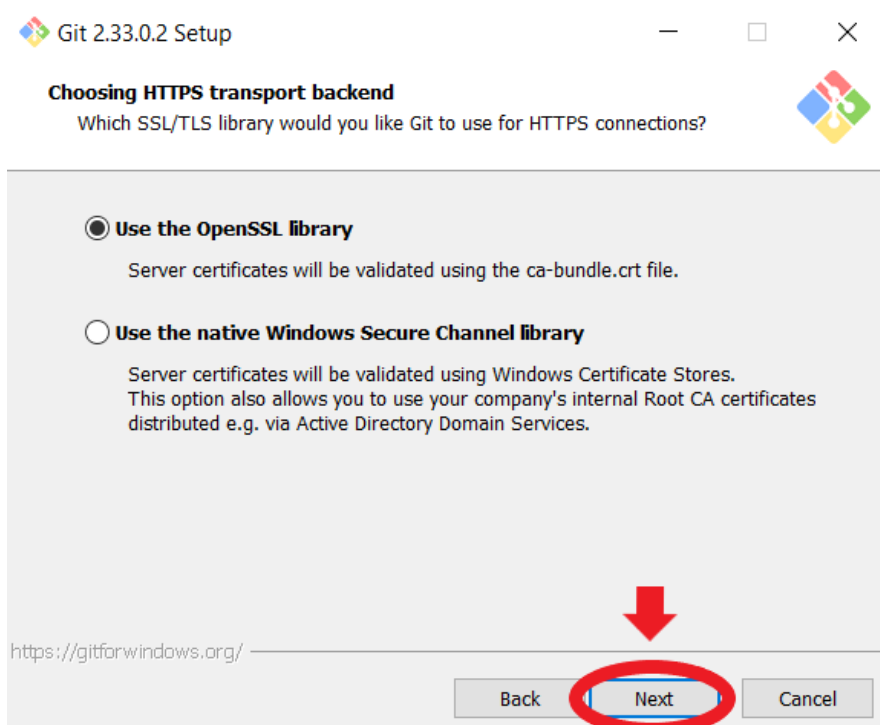 Git 2.33.0.2 Setup
Choosing HTTPS transport backend
Which SSL/TLS library would you like Git to use for HTTPS connections?
Use the OpenSSL library
Server certificates will be validated using the ca-bundle.crt file.
Use the native Windows Secure Channel library
Server certificates will be validated using Windows Certificate Stores.
This option also allows you to use your company's internal Root CA certificates
distributed e.g. via Active Directory Domain Services.
https://gitforwindows.org/
Back Next Cancel